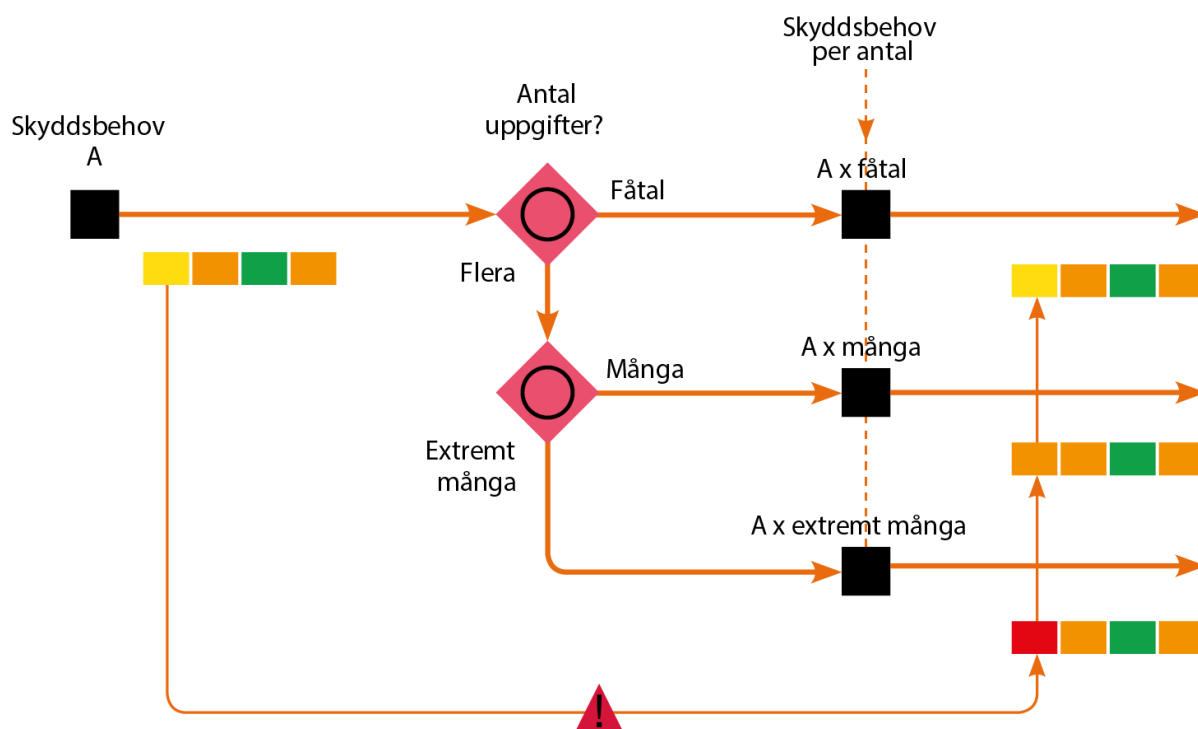 Skyddsbehov
per antal
Antal
uppgifter?
Skyddsbehov
A
Fåtal
A x fåtal
Flera
Många
A x många
Extremt
många
A x extremt många
!